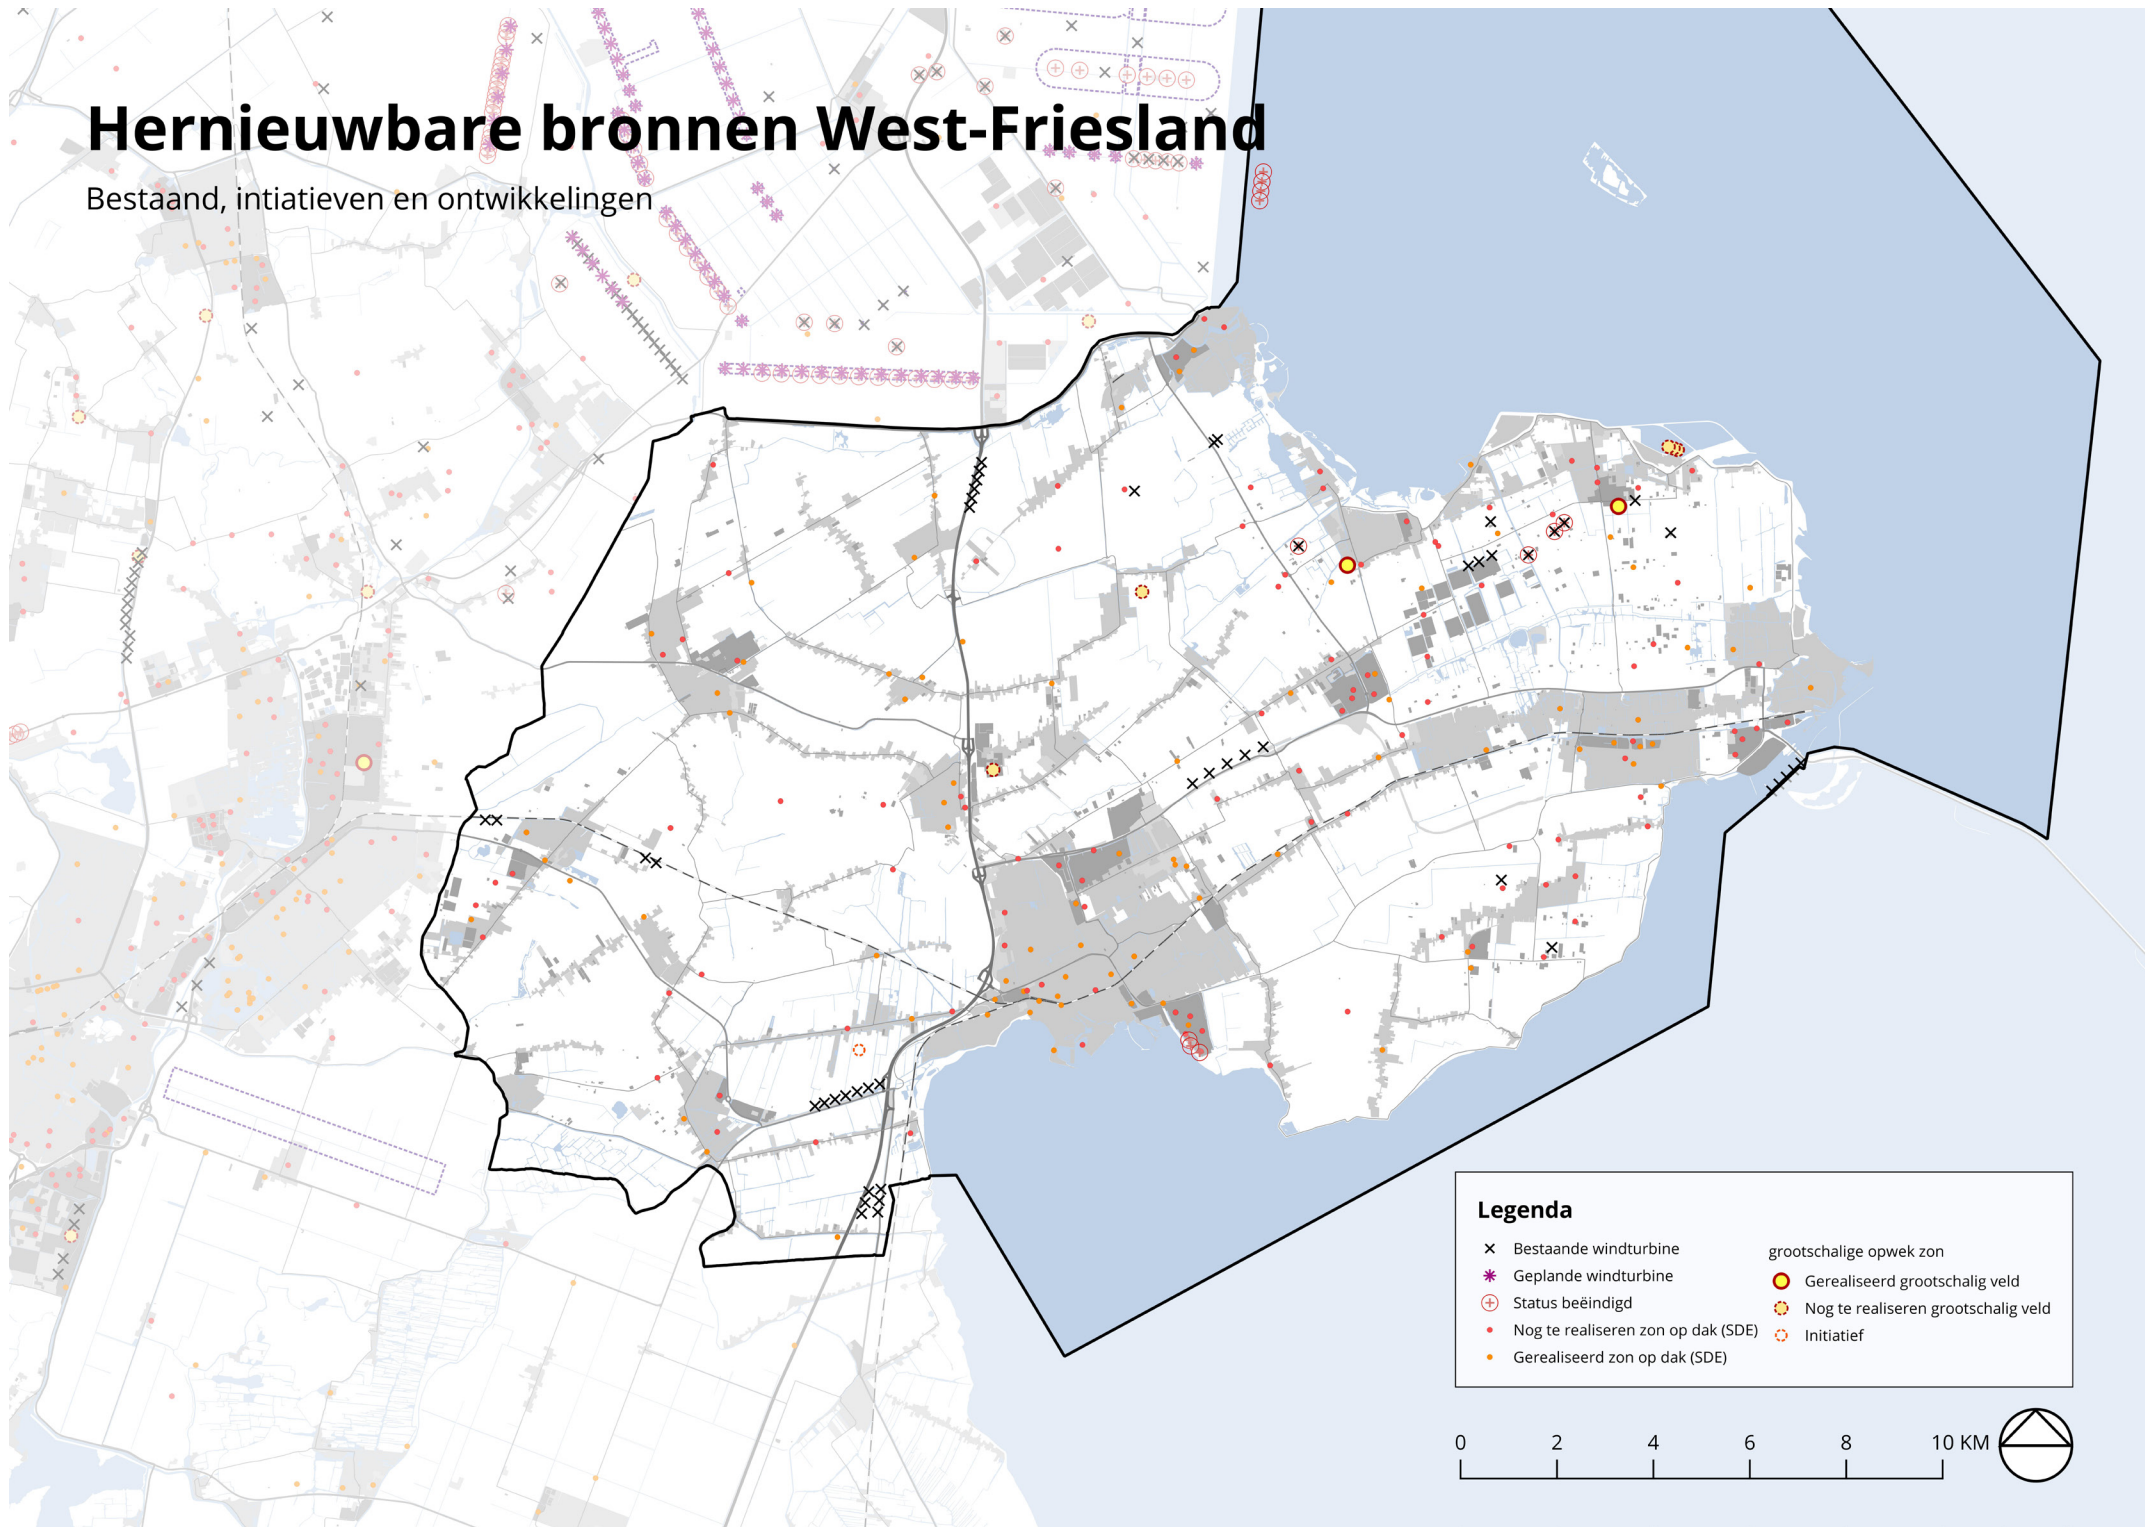 Hernieuwbare bronnen West-Friesland
Bestaand, intiatieven en ontwikkelingen
Legenda
Bestaande windturbine
Geplande windturbine
Status beëindigd
Nog te realiseren zon op dak (SDE)
Gerealiseerd zon op dak (SDE)
grootschalige opwek zon
Gerealiseerd grootschalig veld
Nog te realiseren grootschalig veld
Initiatief
0 2 4 6 8 10 KM